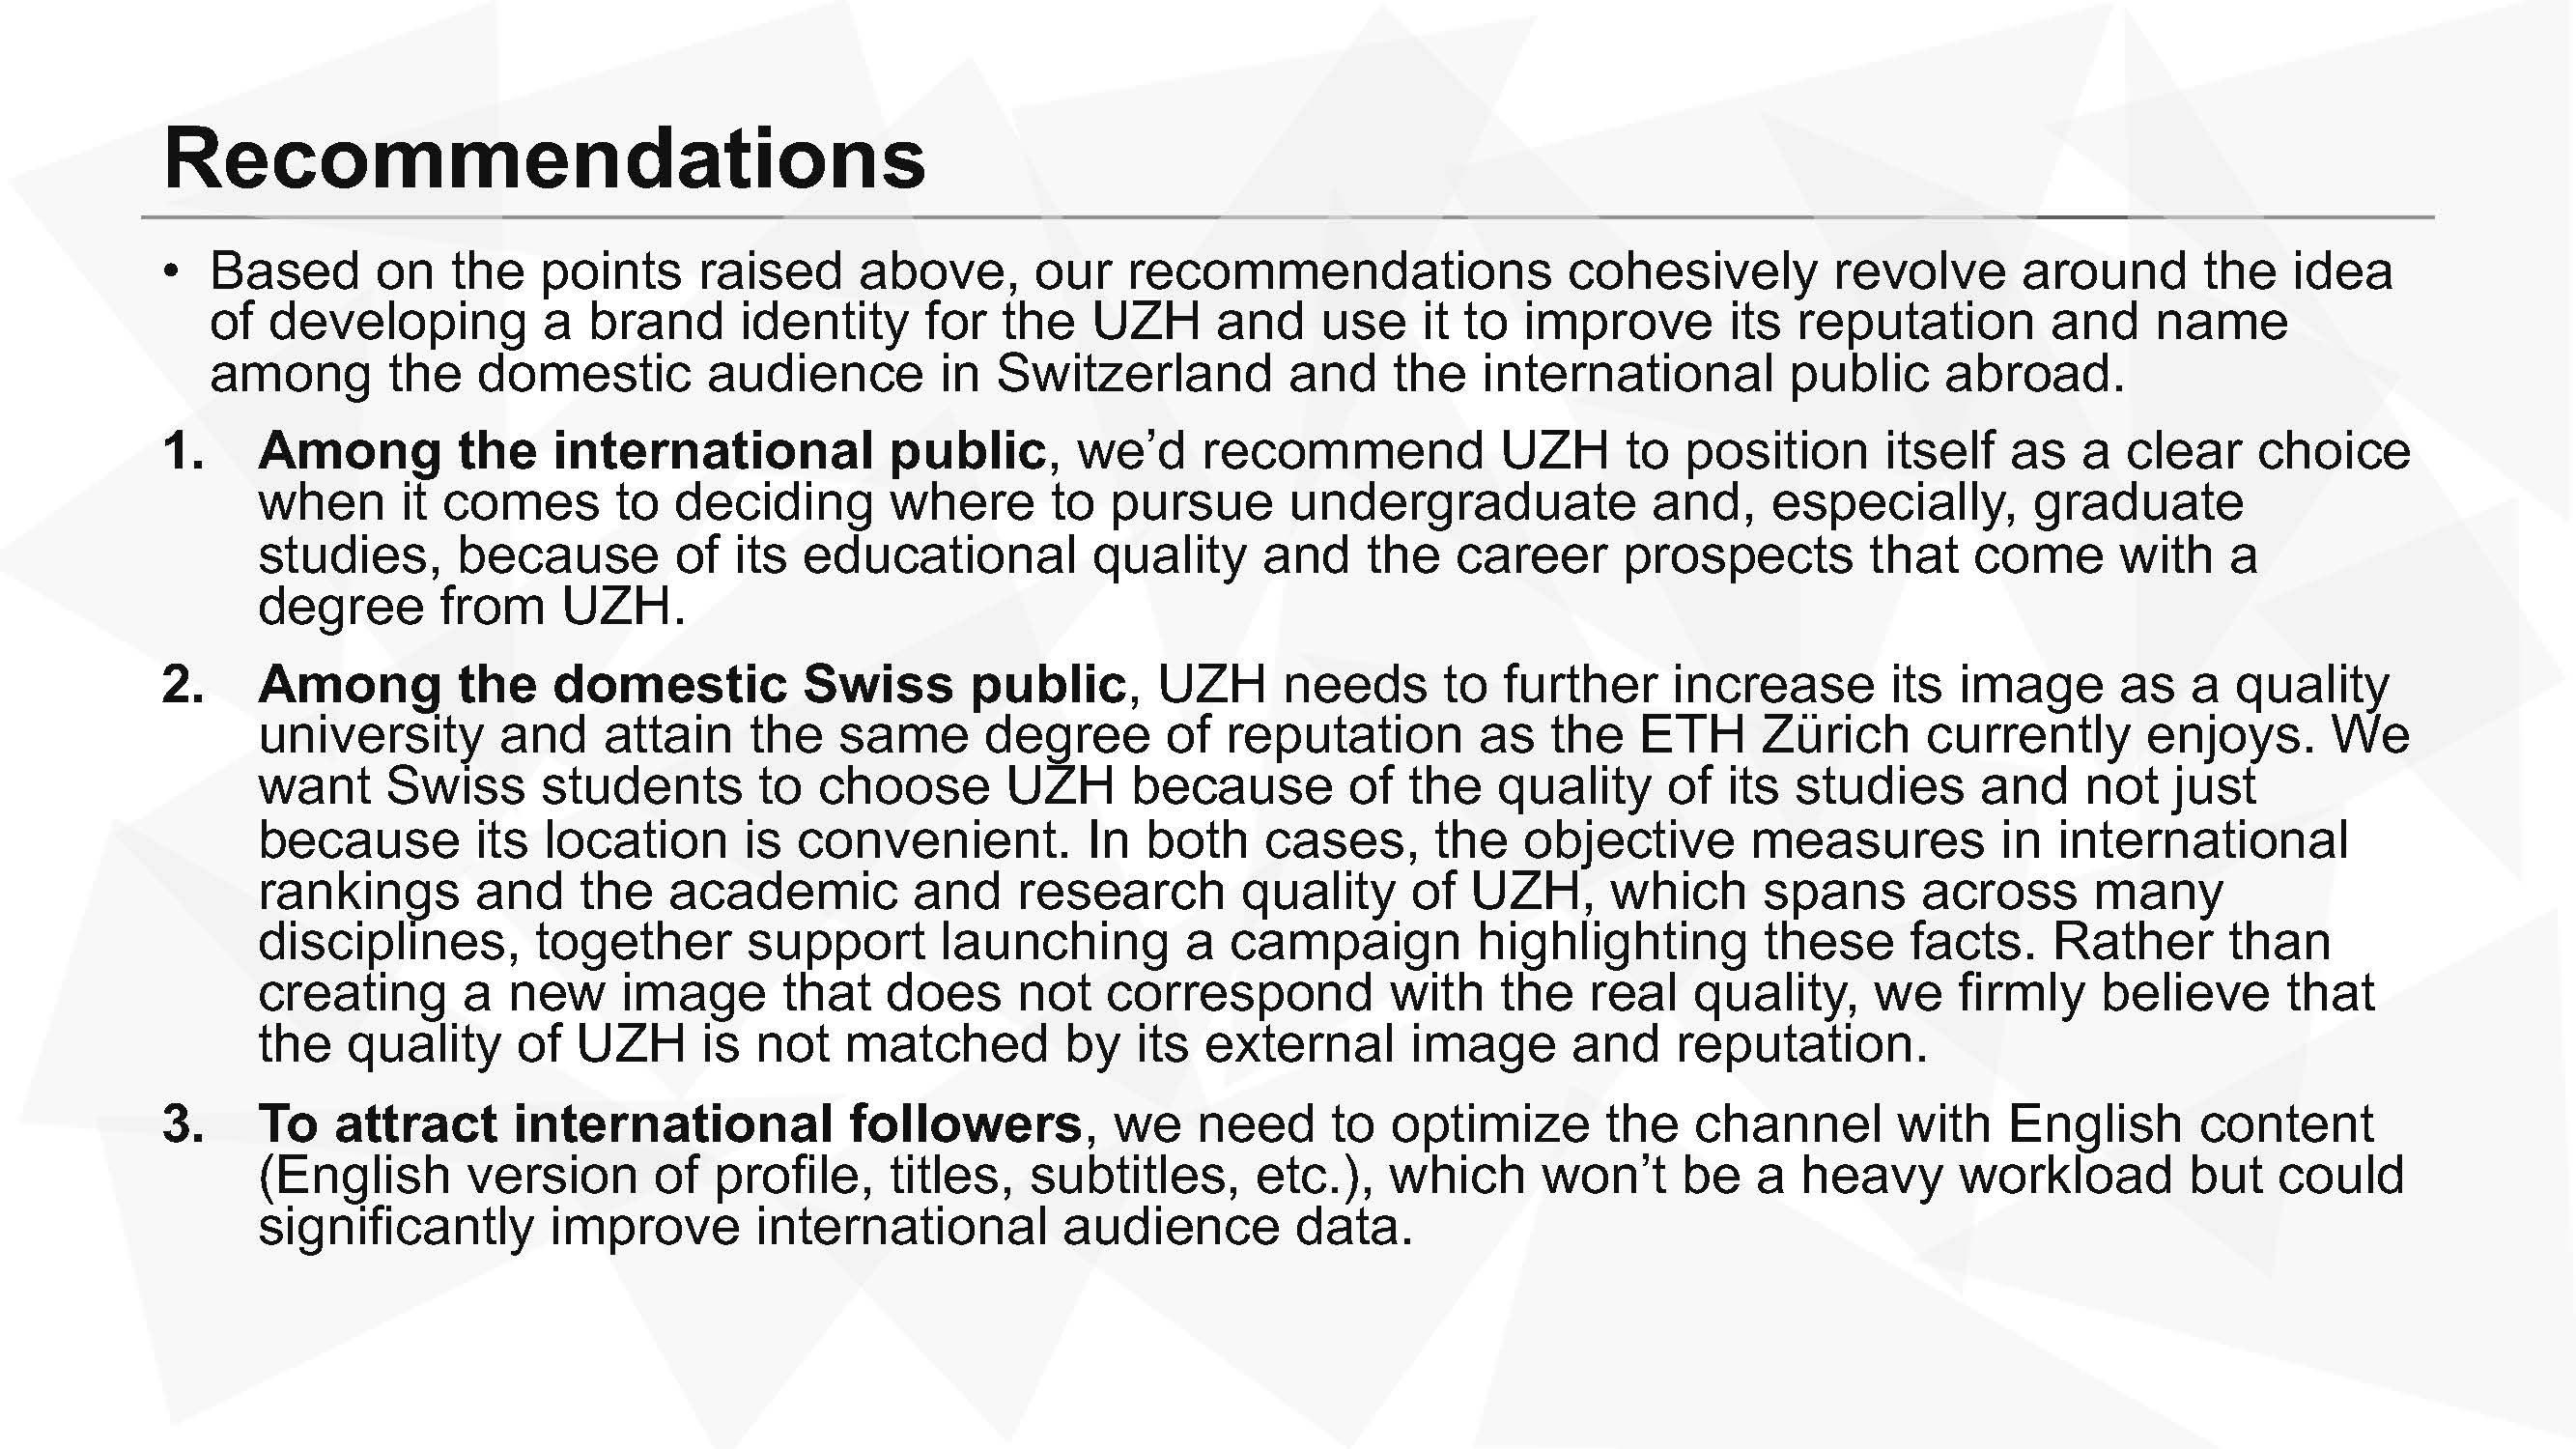 Recommendations
• Based on the points raised above, our recommendations cohesively revolve around the idea
of developing a brand identity for the UZH and use it to improve its reputation and name
among the domestic audience in Switzerland and the international public abroad.
1. Among the international public, we’d recommend UZH to position itself as a clear choice
when it comes to deciding where to pursue undergraduate and, especially, graduate
studies, because of its educational quality and the career prospects that come with a
degree from UZH.
2. Among the domestic Swiss public, UZH needs to further increase its image as a quality
university and attain the same degree of reputation as the ETH Zürich currently enjoys. We
want Swiss students to choose UZH because of the quality of its studies and not just
because its location is convenient. In both cases, the objective measures in international
rankings and the academic and research quality of UZH, which spans across many
disciplines, together support launching a campaign highlighting these facts. Rather than
creating a new image that does not correspond with the real quality, we firmly believe that
the quality of UZH is not matched by its external image and reputation.
3. To attract international followers, we need to optimize the channel with English content
(English version of profile, titles, subtitles, etc.), which won’t be a heavy workload but could
significantly improve international audience data.